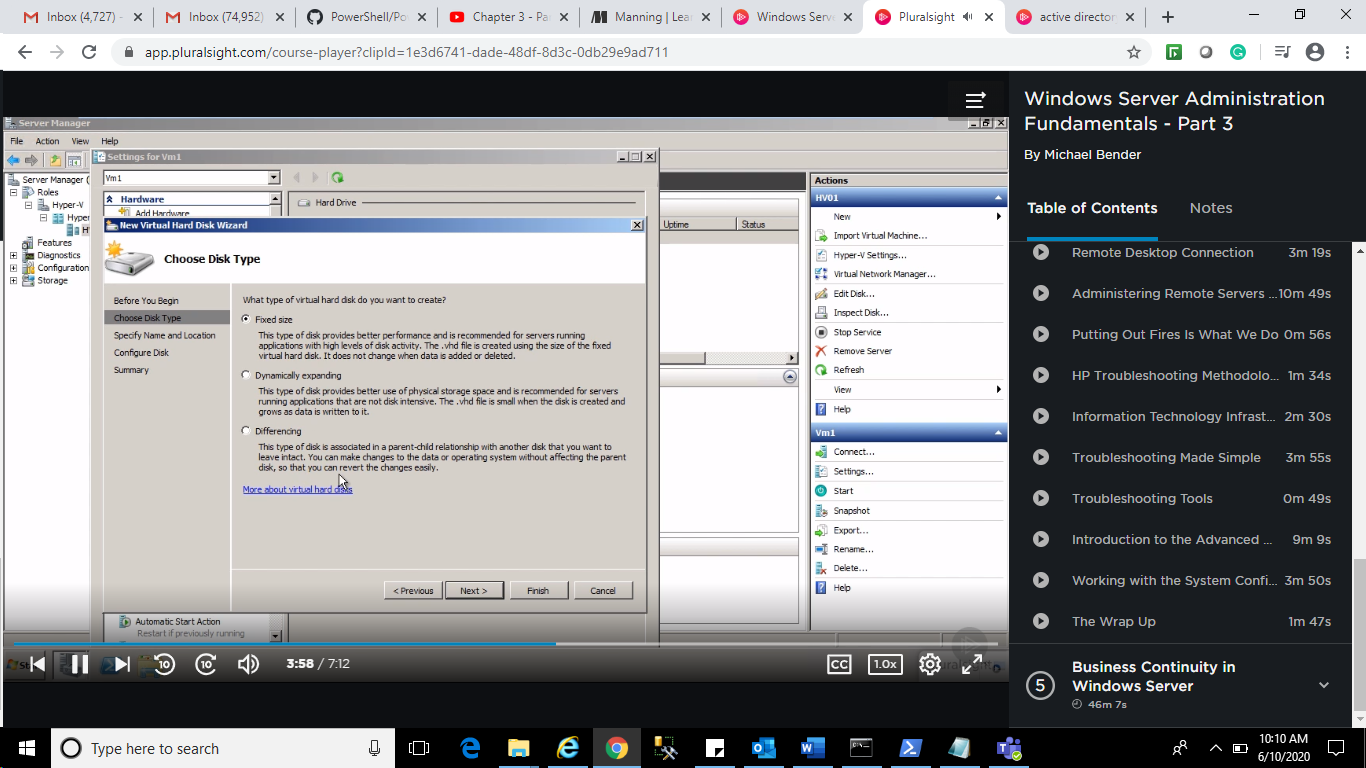 Inbox (4,727) -
Inbox (74,952)
PowerShell/Po
Chapter 3 - Pa
Manning | Lea
Windows Serve
Pluralsight
active director
app.pluralsight.com/course-player?clipId=1e3d6741-dade-48df-8d3c-0db29e9ad711
Server Manager
File Action View Help
Server Manager (
Roles
Hyper-V
Hyper
H
Features
Diagnostics
Configuration
Storage
Settings for Vm1
Vm1
Hardware
Add Hardware
Hard Drive
New Virtual Hard Disk Wizard
Choose Disk Type
Before You Begin
Choose Disk Type
Specify Name and Location
Configure Disk
Summary
What type of virtual hard disk do you want to create?
Fixed size
This type of disk provides better performance and is recommended for servers running
applications with high levels of disk activity. The .vhd file is created using the size of the fixed
virtual hard disk. It does not change when data is added or deleted.
Dynamically expanding
This type of disk provides better use of physical storage space and is recommended for servers
running applications that are not disk intensive. The .vhd file is small when the disk is created and
grows as data is written to it.
Differencing
This type of disk is associated in a parent-child relationship with another disk that you want to
leave intact. You can make changes to the data or operating system without affecting the parent
disk, so that you can revert the changes easily.
More about virtual hard disks
< Previous
Next >
Finish
Cancel
Automatic Start Action
Restart if previously running
Uptime
Status
Actions
HV01
New
Import Virtual Machine...
Hyper-V Settings...
Virtual Network Manager...
Edit Disk...
Inspect Disk...
Stop Service
Remove Server
Refresh
View
Help
Vm1
Connect...
Settings...
Start
Snapshot
Export...
Rename...
Delete...
Help
10
10
3:58 / 7:12
CC
1.0x
Windows Server Administration
Fundamentals - Part 3
By Michael Bender
Table of Contents
Notes
Remote Desktop Connection 3m 19s
Administering Remote Servers ... 10m 49s
Putting Out Fires Is What We Do 0m 56s
HP Troubleshooting Methodolo... 1m 34s
Information Technology Infrast... 2m 30s
Troubleshooting Made Simple 3m 55s
Troubleshooting Tools 0m 49s
Introduction to the Advanced ... 9m 9s
Working with the System Confi... 3m 50s
The Wrap Up 1m 47s
5
Business Continuity in
Windows Server
46m 7s
Type here to search
10:10 AM
6/10/2020